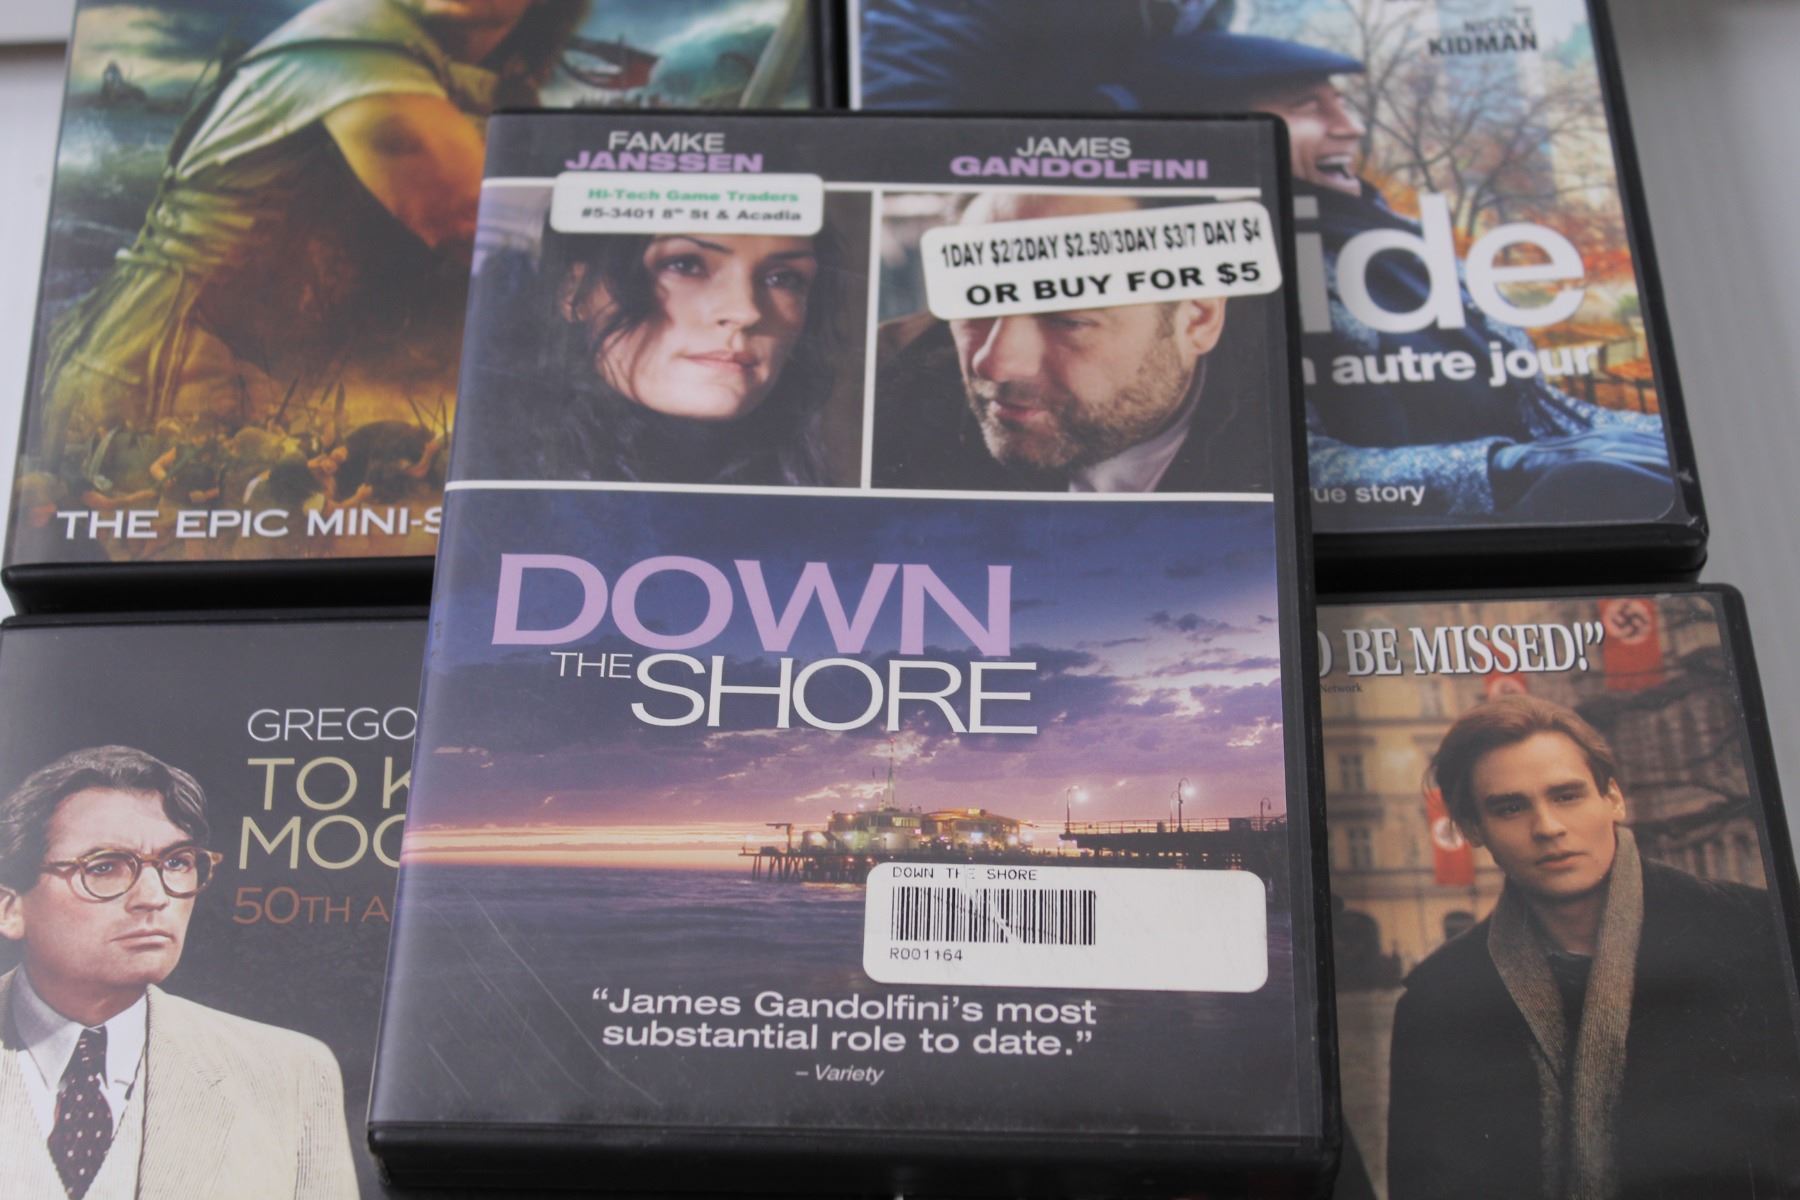 NICOLE
KIDMAN
ide
autre jour
story
THE EPIC MINI-S
FAMKE
JANSSEN
JAMES
GANDOLFINI
Hi-Tech Game Traders
#5-3401 8th St & Acadia
1DAY $2/2DAY $2.50/3DAY $3/7 DAY $4
OR BUY FOR $5
DOWN
THE SHORE
DOWN THE SHORE
R001164
“James Gandolfini’s most
substantial role to date.”
– Variety
GREGO
TO K
MOC
50TH A
BE MISSED!”
Network